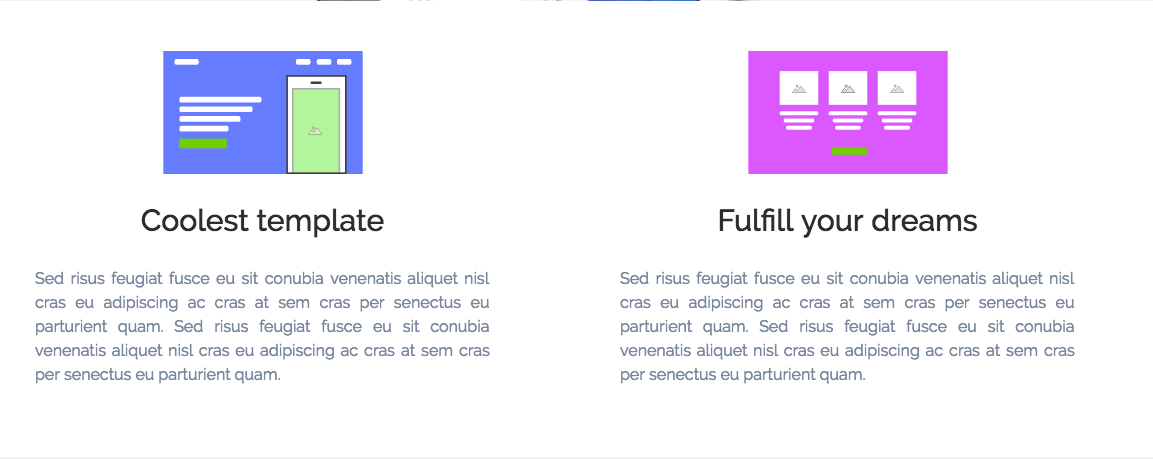 Coolest template
Sed risus feugiat fusce eu sit conubia venenatis aliquet nisl
cras eu adipiscing ac cras at sem cras per senectus eu
parturient quam. Sed risus feugiat fusce eu sit conubia
venenatis aliquet nisl cras eu adipiscing ac cras at sem cras
per senectus eu parturient quam.
Fulfill your dreams
Sed risus feugiat fusce eu sit conubia venenatis aliquet nisl
cras eu adipiscing ac cras at sem cras per senectus eu
parturient quam. Sed risus feugiat fusce eu sit conubia
venenatis aliquet nisl cras eu adipiscing ac cras at sem cras
per senectus eu parturient quam.